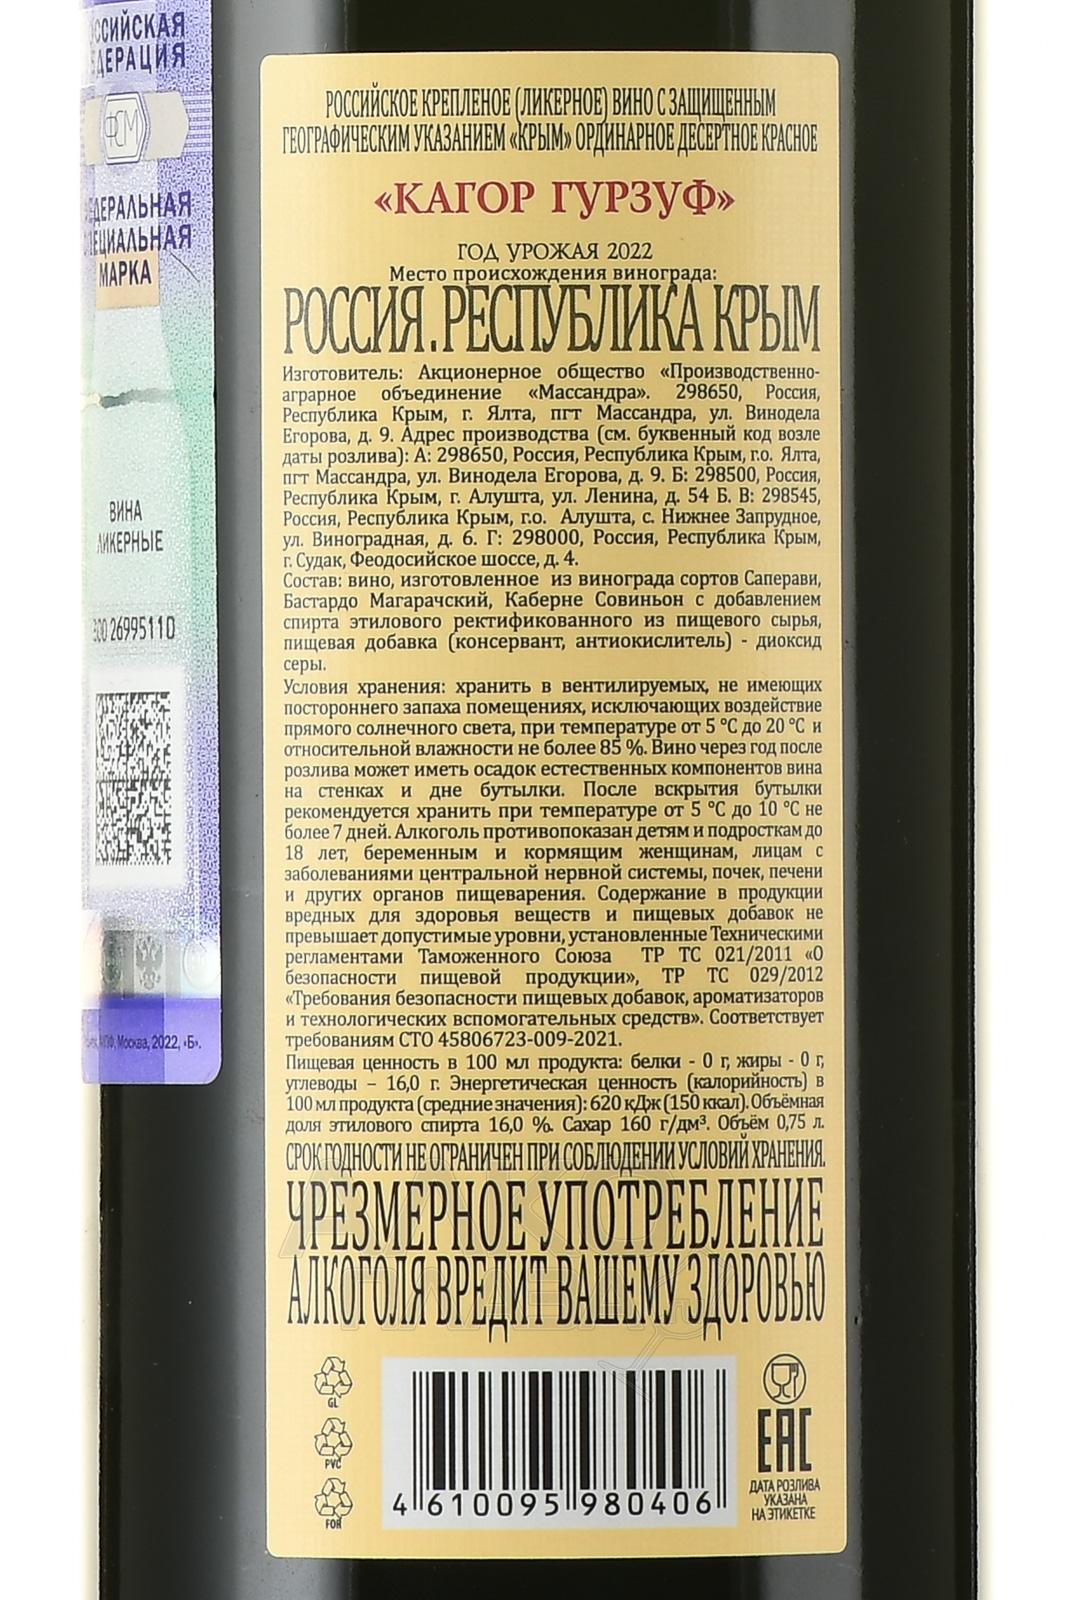 РОССИЙСКАЯ
ФЕДЕРАЦИЯ
ФСМ
ФЕДЕРАЛЬНАЯ
СПЕЦИАЛЬНАЯ
МАРКА
ВИНА
ЛИКЕРНЫЕ
300 26995110
Москва, 2022, «Б».
РОССИЙСКОЕ КРЕПЛЕНОЕ (ЛИКЕРНОЕ) ВИНО С ЗАЩИЩЕННЫМ
ГЕОГРАФИЧЕСКИМ УКАЗАНИЕМ «КРЫМ» ОРДИНАРНОЕ ДЕСЕРТНОЕ КРАСНОЕ
«КАГОР ГУРЗУФ»
ГОД УРОЖАЯ 2022
Место происхождения винограда:
РОССИЯ. РЕСПУБЛИКА КРЫМ
Изготовитель: Акционерное общество «Производственно-
аграрное объединение «Массандра». 298650, Россия,
Республика Крым, г. Ялта, пгт Массандра, ул. Винодела
Егорова, д. 9. Адрес производства (см. буквенный код возле
даты розлива): А: 298650, Россия, Республика Крым, г.о. Ялта,
пгт Массандра, ул. Винодела Егорова, д. 9. Б: 298500, Россия,
Республика Крым, г. Алушта, ул. Ленина, д. 54 Б. В: 298545,
Россия, Республика Крым, г.о. Алушта, с. Нижнее Запрудное,
ул. Виноградная, д. 6. Г: 298000, Россия, Республика Крым,
г. Судак, Феодосийское шоссе, д. 4.
Состав: вино, изготовленное из винограда сортов Саперави,
Бастардо Магарачский, Каберне Совиньон с добавлением
спирта этилового ректификованного из пищевого сырья,
пищевая добавка (консервант, антиокислитель) - диоксид
серы.
Условия хранения: хранить в вентилируемых, не имеющих
постороннего запаха помещениях, исключающих воздействие
прямого солнечного света, при температуре от 5 °С до 20 °С и
относительной влажности не более 85 %. Вино через год после
розлива может иметь осадок естественных компонентов вина
на стенках и дне бутылки. После вскрытия бутылки
рекомендуется хранить при температуре от 5 °С до 10 °С не
более 7 дней. Алкоголь противопоказан детям и подросткам до
18 лет, беременным и кормящим женщинам, лицам с
заболеваниями центральной нервной системы, почек, печени
и других органов пищеварения. Содержание в продукции
вредных для здоровья веществ и пищевых добавок не
превышает допустимые уровни, установленные Техническими
регламентами Таможенного Союза ТР ТС 021/2011 «О
безопасности пищевой продукции», ТР ТС 029/2012
«Требования безопасности пищевых добавок, ароматизаторов
и технологических вспомогательных средств». Соответствует
требованиям СТО 45806723-009-2021.
Пищевая ценность в 100 мл продукта: белки - 0 г, жиры - 0 г,
углеводы – 16,0 г. Энергетическая ценность (калорийность) в
100 мл продукта (средние значения): 620 кДж (150 ккал). Объёмная
доля этилового спирта 16,0 %. Сахар 160 г/дм³. Объём 0,75 л.
СРОК ГОДНОСТИ НЕ ОГРАНИЧЕН ПРИ СОБЛЮДЕНИИ УСЛОВИЙ ХРАНЕНИЯ.
ЧРЕЗМЕРНОЕ УПОТРЕБЛЕНИЕ
АЛКОГОЛЯ ВРЕДИТ ВАШЕМУ ЗДОРОВЬЮ
GL
PVC
FOR
4 610095 980406
EAC
ДАТА РОЗЛИВА
УКАЗАНА
НА ЭТИКЕТКЕ